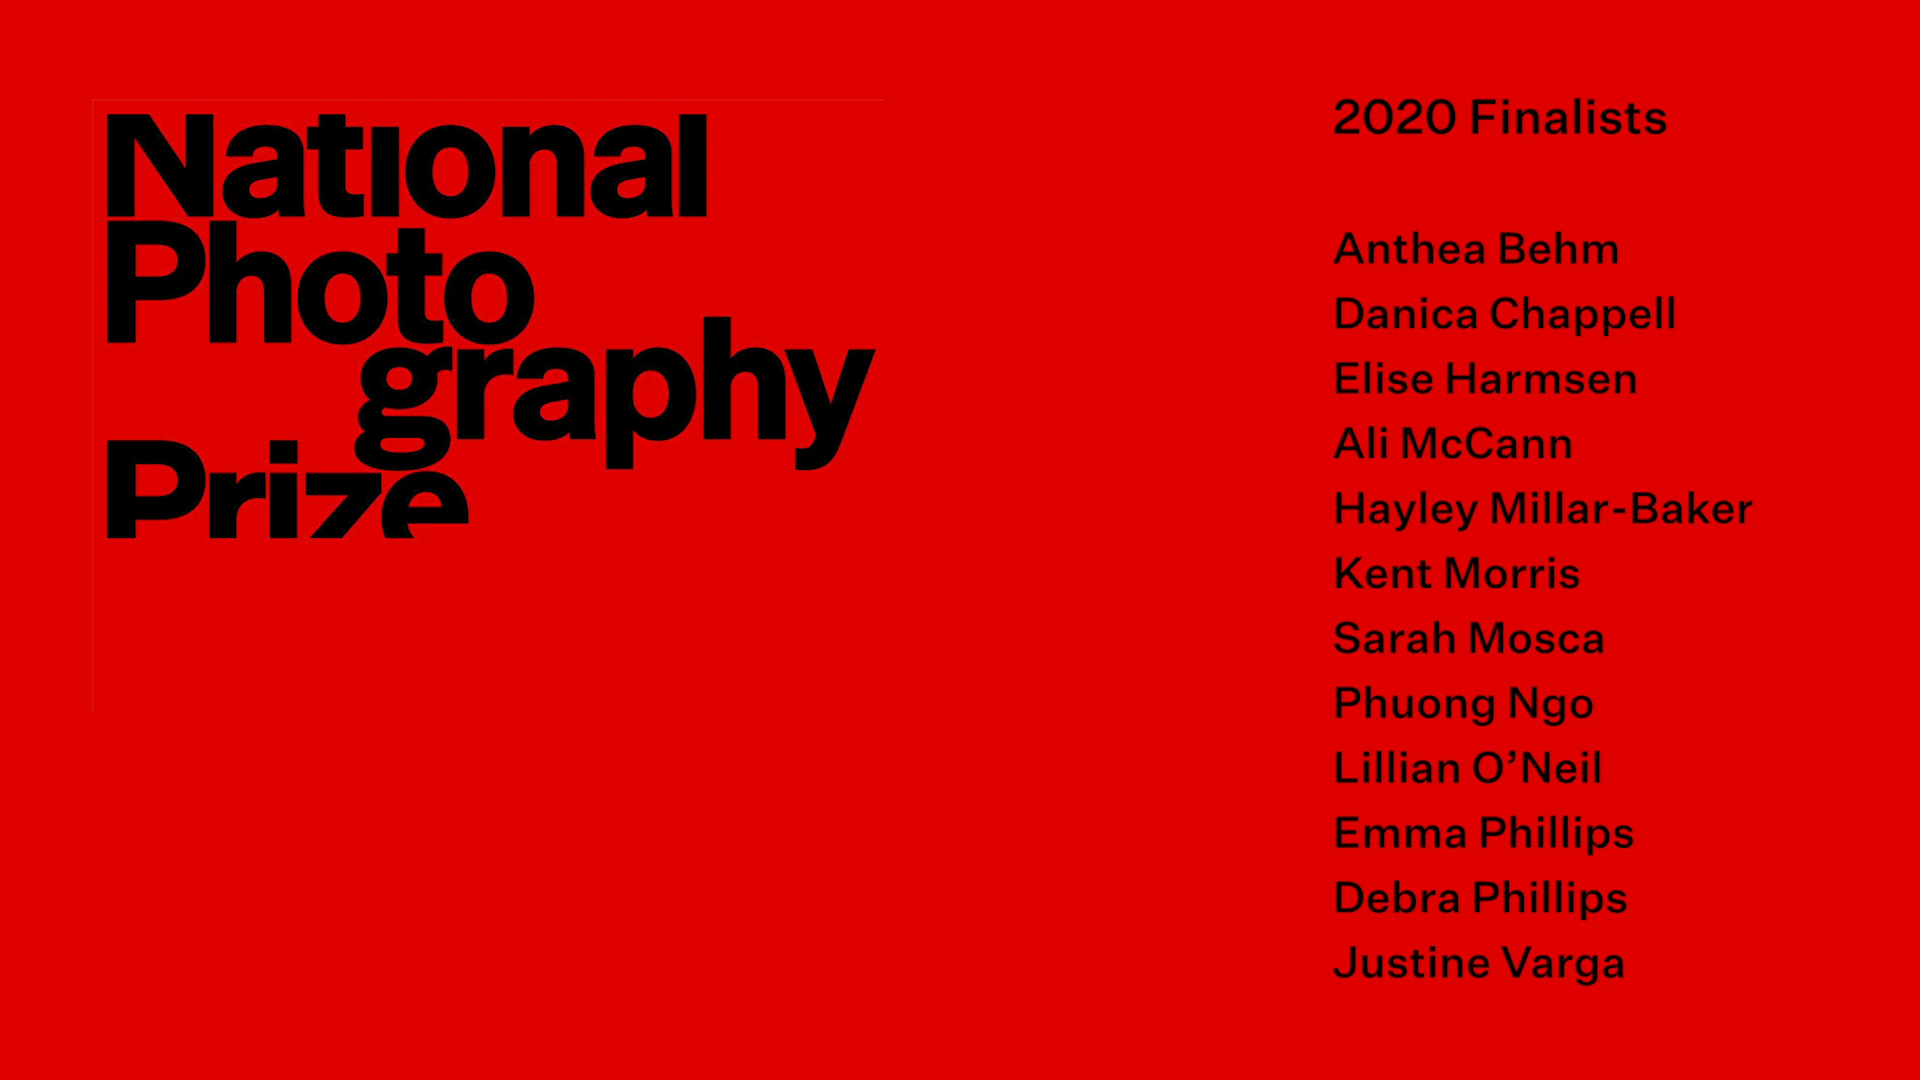 National
Photo
graphy
Prize
2020 Finalists
Anthea Behm
Danica Chappell
Elise Harmsen
Ali McCann
Hayley Millar-Baker
Kent Morris
Sarah Mosca
Phuong Ngo
Lillian O’Neil
Emma Phillips
Debra Phillips
Justine Varga